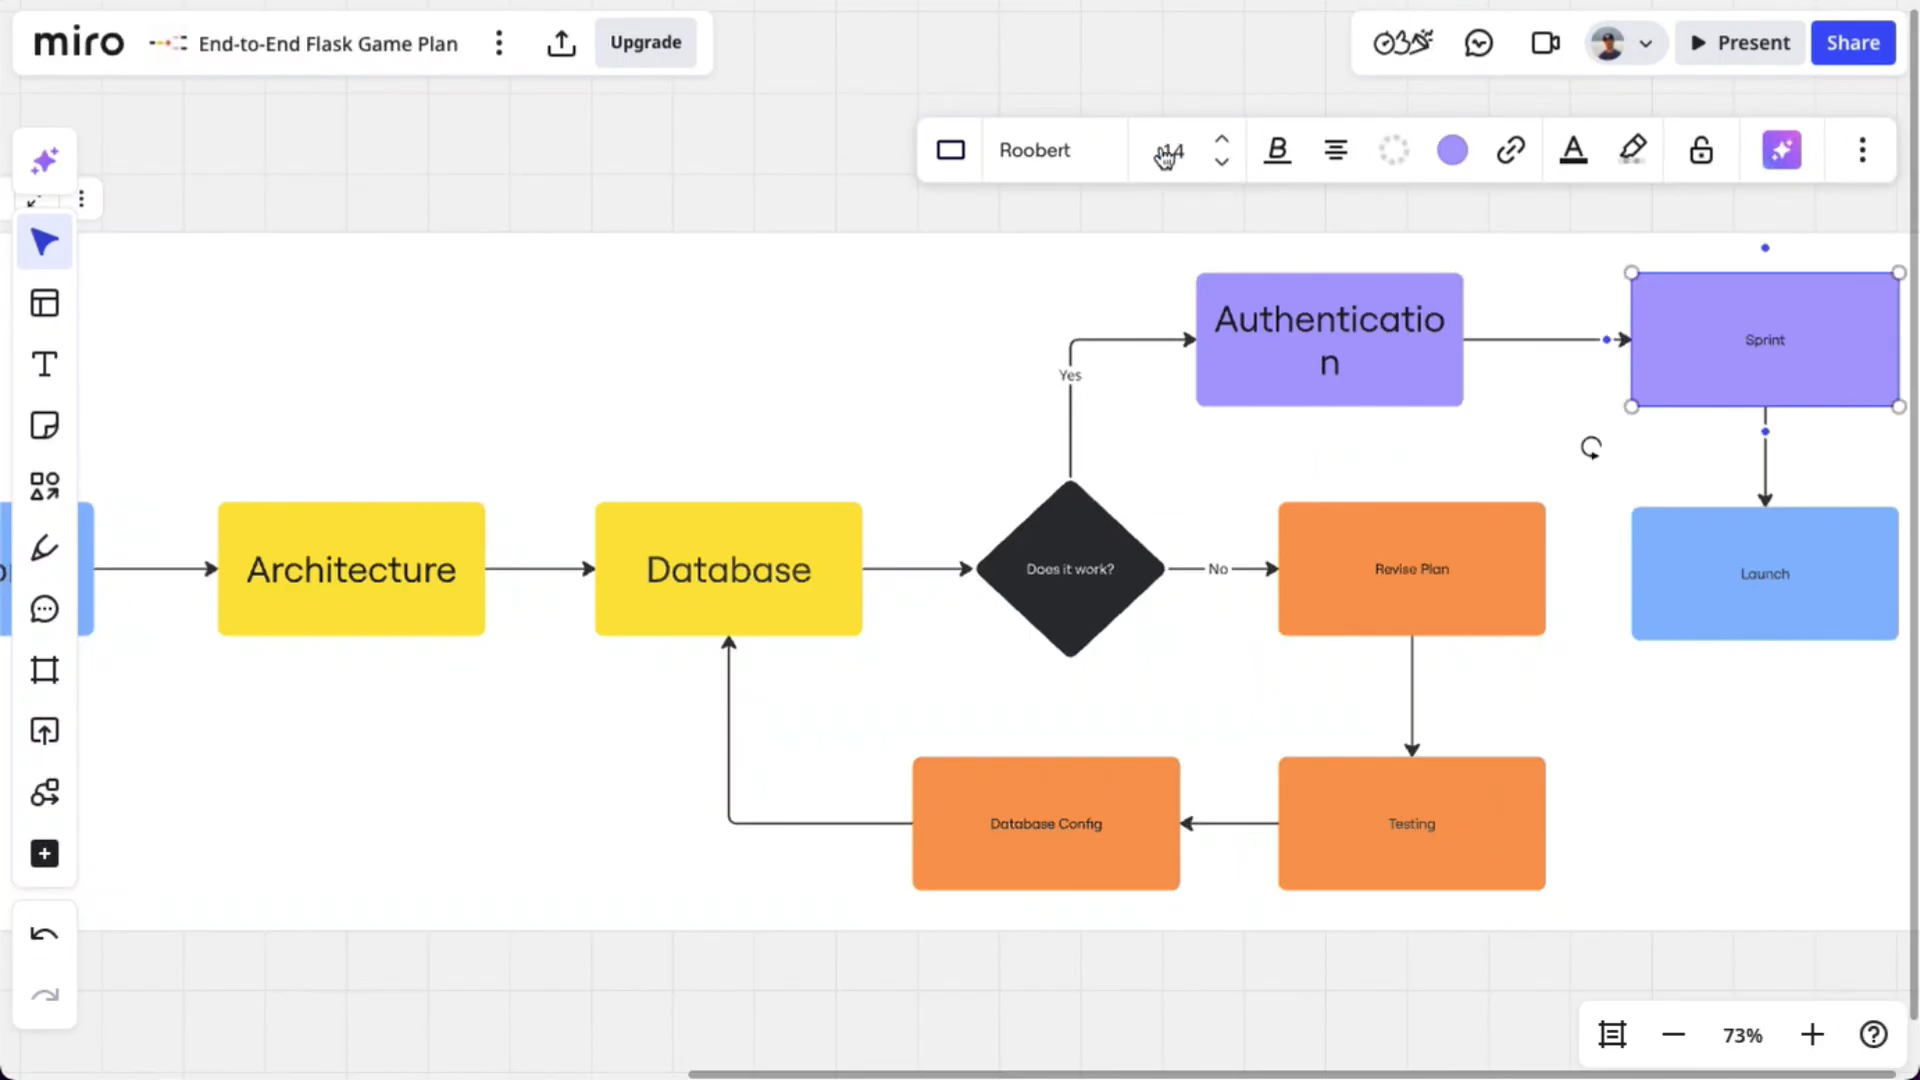 miro
End-to-End Flask Game Plan
Upgrade
Present
Share
Roobert
14
B
A
Authenticatio
n
Sprint
Yes
Architecture
Database
Does it work?
No
Revise Plan
Launch
Database Config
Testing
73%